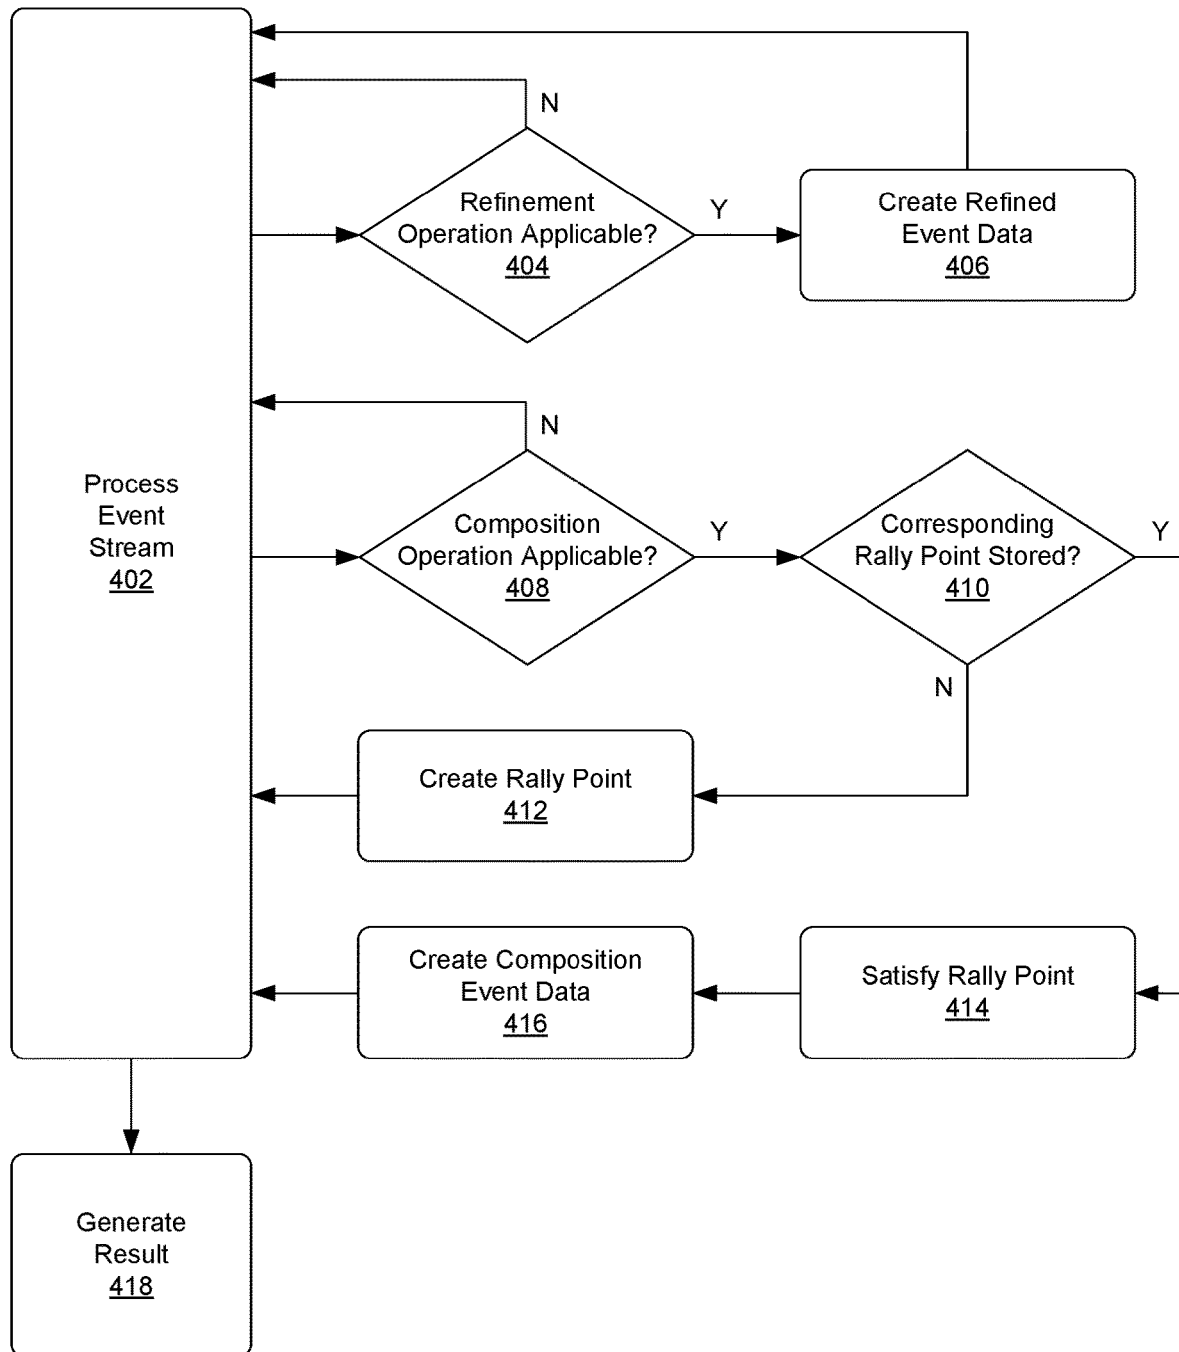 N
Refinement
Operation Applicable?
404
Y
Create Refined
Event Data
406
Process
Event
Stream
402
N
Composition
Operation Applicable?
408
Y
Corresponding
Rally Point Stored?
410
Y
N
Create Rally Point
412
Create Composition
Event Data
416
Satisfy Rally Point
414
Generate
Result
418